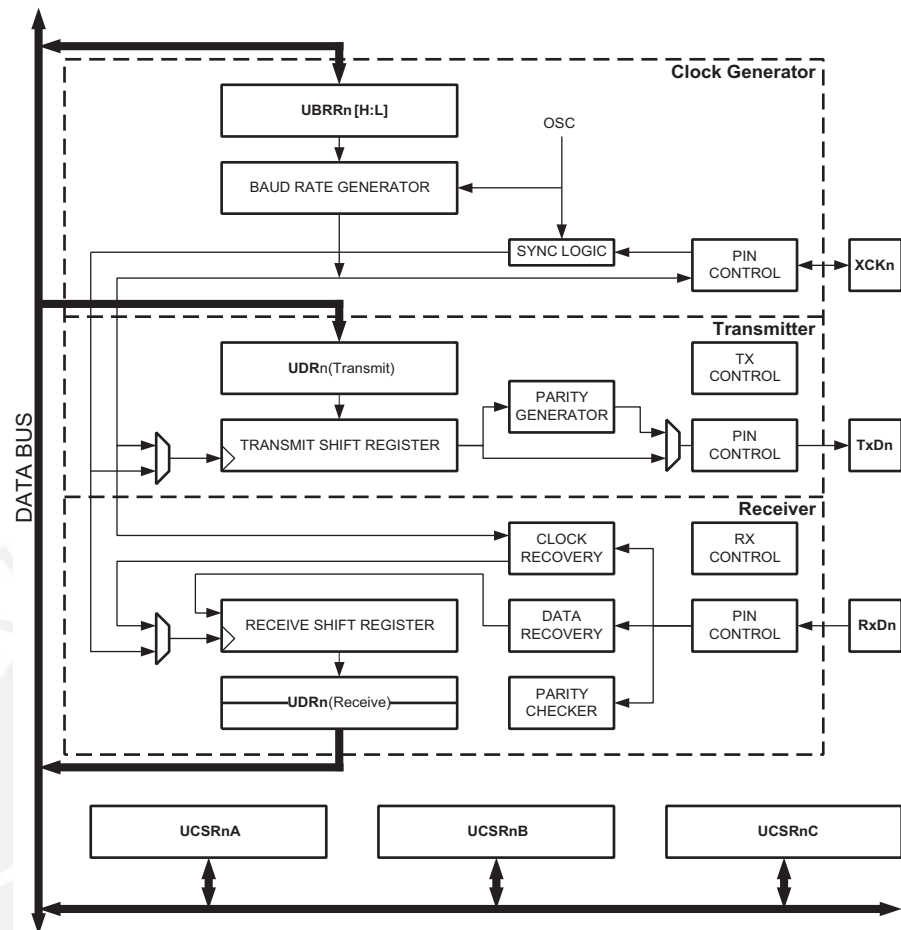 Clock Generator
UBRRn [H:L]
OSC
BAUD RATE GENERATOR
SYNC LOGIC
PIN
CONTROL
XCKn
Transmitter
UDRn(Transmit)
TX
CONTROL
PARITY
GENERATOR
TRANSMIT SHIFT REGISTER
PIN
CONTROL
TxDn
DATA BUS
Receiver
CLOCK
RECOVERY
RX
CONTROL
RECEIVE SHIFT REGISTER
DATA
RECOVERY
PIN
CONTROL
RxDn
UDRn(Receive)
PARITY
CHECKER
UCSRnA
UCSRnB
UCSRnC